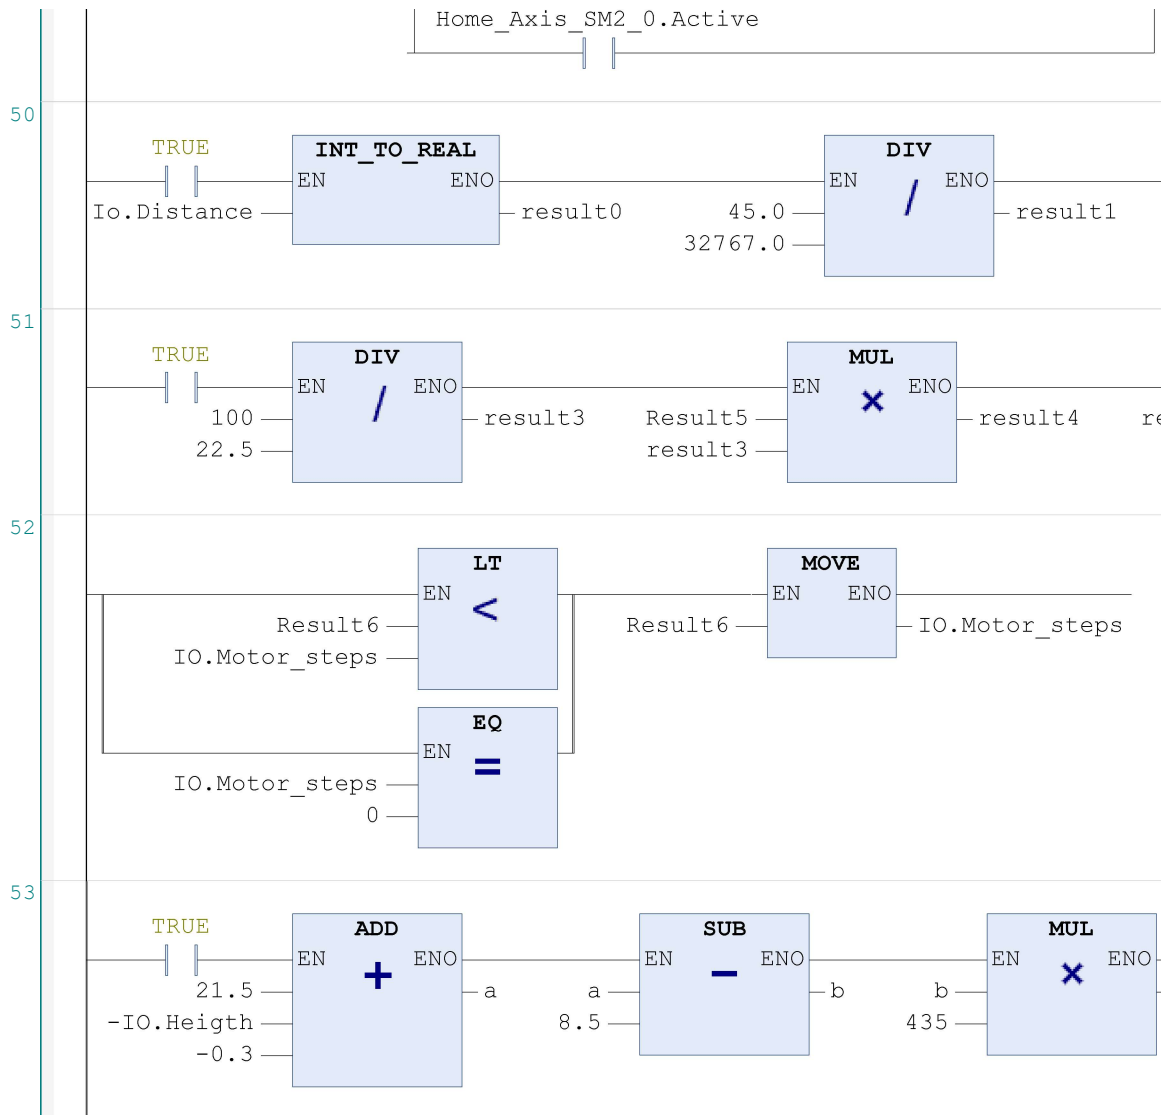 Home_Axis_SM2_0.Active
50
TRUE
INT_TO_REAL
DIV
EN ENO
EN / ENO
Io.Distance
result0
45.0
result1
32767.0
51
TRUE
DIV
MUL
EN / ENO
EN × ENO
100
result3
Result5
result4
re
22.5
result3
52
LT
MOVE
EN <
EN ENO
Result6
Result6
IO.Motor_steps
IO.Motor_steps
EQ
EN =
IO.Motor_steps
0
53
TRUE
ADD
SUB
MUL
EN + ENO
EN - ENO
EN × ENO
21.5
a
a
b
b
-IO.Heigth
8.5
435
-0.3